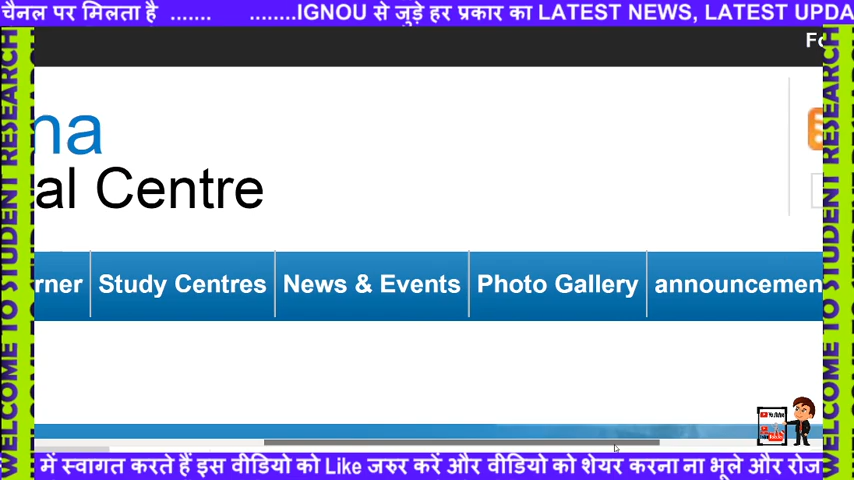 चैनल पर मिलता है ....... ........IGNOU से जुड़े हर प्रकार का LATEST NEWS, LATEST UPDA
Fo
na
al Centre
rner Study Centres News & Events Photo Gallery announcemen
WELCOME TO STUDENT RESEARCH
WELCOME TO STUDENT RESEARCH
में स्वागत करते हैं इस वीडियो को Like जरुर करें और वीडियो को शेयर करना ना भूले और रोज